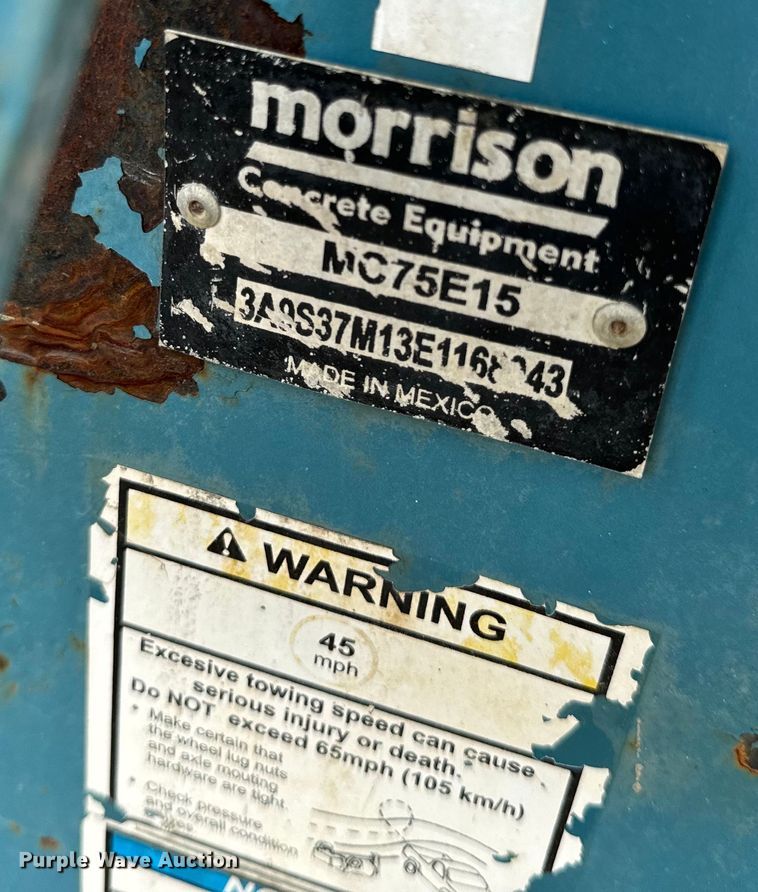 morrison
Concrete Equipment
MC75E15
MADE IN MEXICO
WARNING
45
mph
Excesive towing speed can cause
serious injury or death.
Do NOT exceed 65mph (105 km/h)
* Make certain that
the wheel lug nuts
and axle mouting
hardware are tight.
* Check pressure
and overall condition
Purple Wave Auction